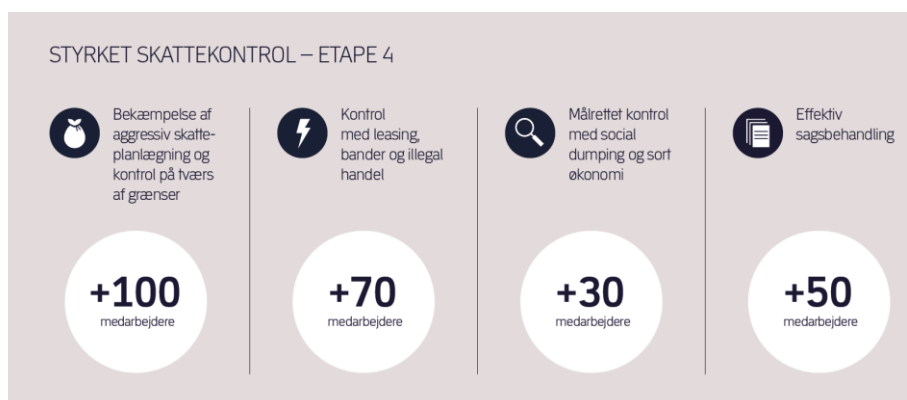 STYRKET SKATTEKONTROL – ETAPE 4
Bekæmpelse af
aggressiv skatte-
planlægning og
kontrol på tværs
af grænser
+100
medarbejdere
Kontrol
med leasing,
bander og illegal
handel
+70
medarbejdere
Målrettet kontrol
med social
dumping og sort
økonomi
+30
medarbejdere
Effektiv
sagsbehandling
+50
medarbejdere